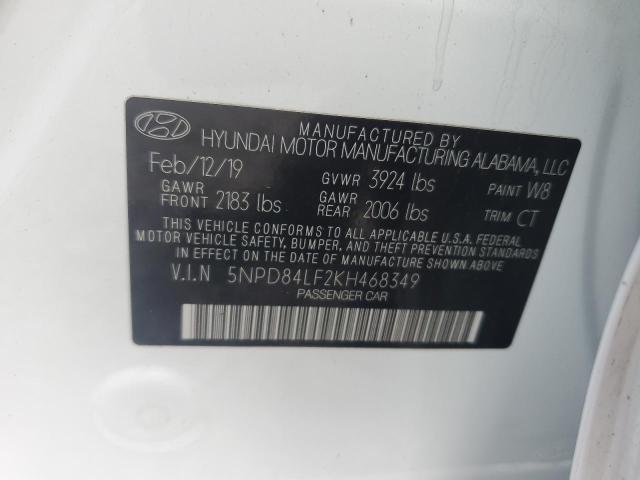 MANUFACTURED BY
HYUNDAI MOTOR MANUFACTURING ALABAMA, LLC
Feb/12/19 GVWR 3924 lbs PAINT W8
GAWR FRONT 2183 lbs GAWR REAR 2006 lbs TRIM CT
THIS VEHICLE CONFORMS TO ALL APPLICABLE U.S.A. FEDERAL
MOTOR VEHICLE SAFETY, BUMPER, AND THEFT PREVENTION STANDARDS
IN EFFECT ON THE DATE OF MANUFACTURE SHOWN ABOVE.
V.I.N 5NPD84LF2KH468349
PASSENGER CAR